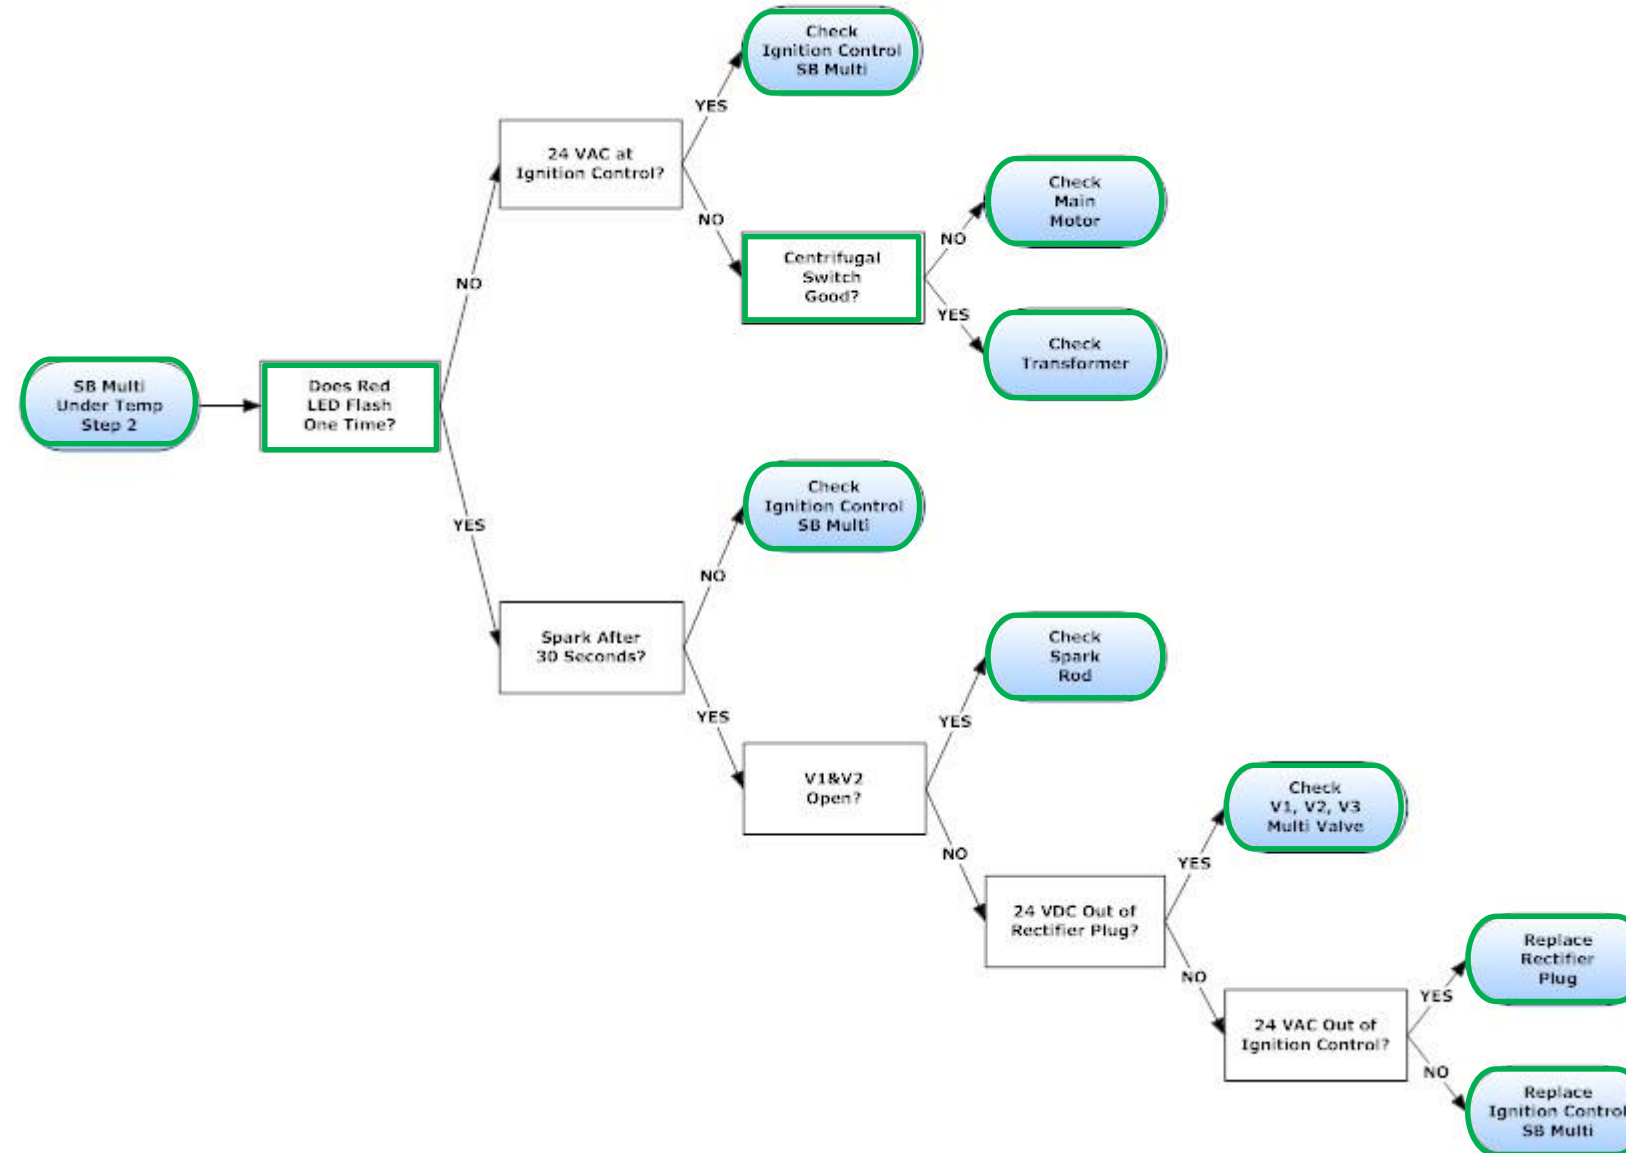 Check
Ignition Control
SB Multi
YES
24 VAC at
Ignition Control?
NO
Check
Main
Motor
NO
Centrifugal
Switch
Good?
YES
Check
Transformer
NO
SB Multi
Under Temp
Step 2
Does Red
LED Flash
One Time?
YES
Check
Ignition Control
SB Multi
NO
Spark After
30 Seconds?
YES
Check
Spark
Rod
YES
V1&V2
Open?
NO
Check
V1, V2, V3
Multi Valve
YES
24 VDC Out of
Rectifier Plug?
NO
Replace
Rectifier
Plug
YES
24 VAC Out of
Ignition Control?
NO
Replace
Ignition Control
SB Multi